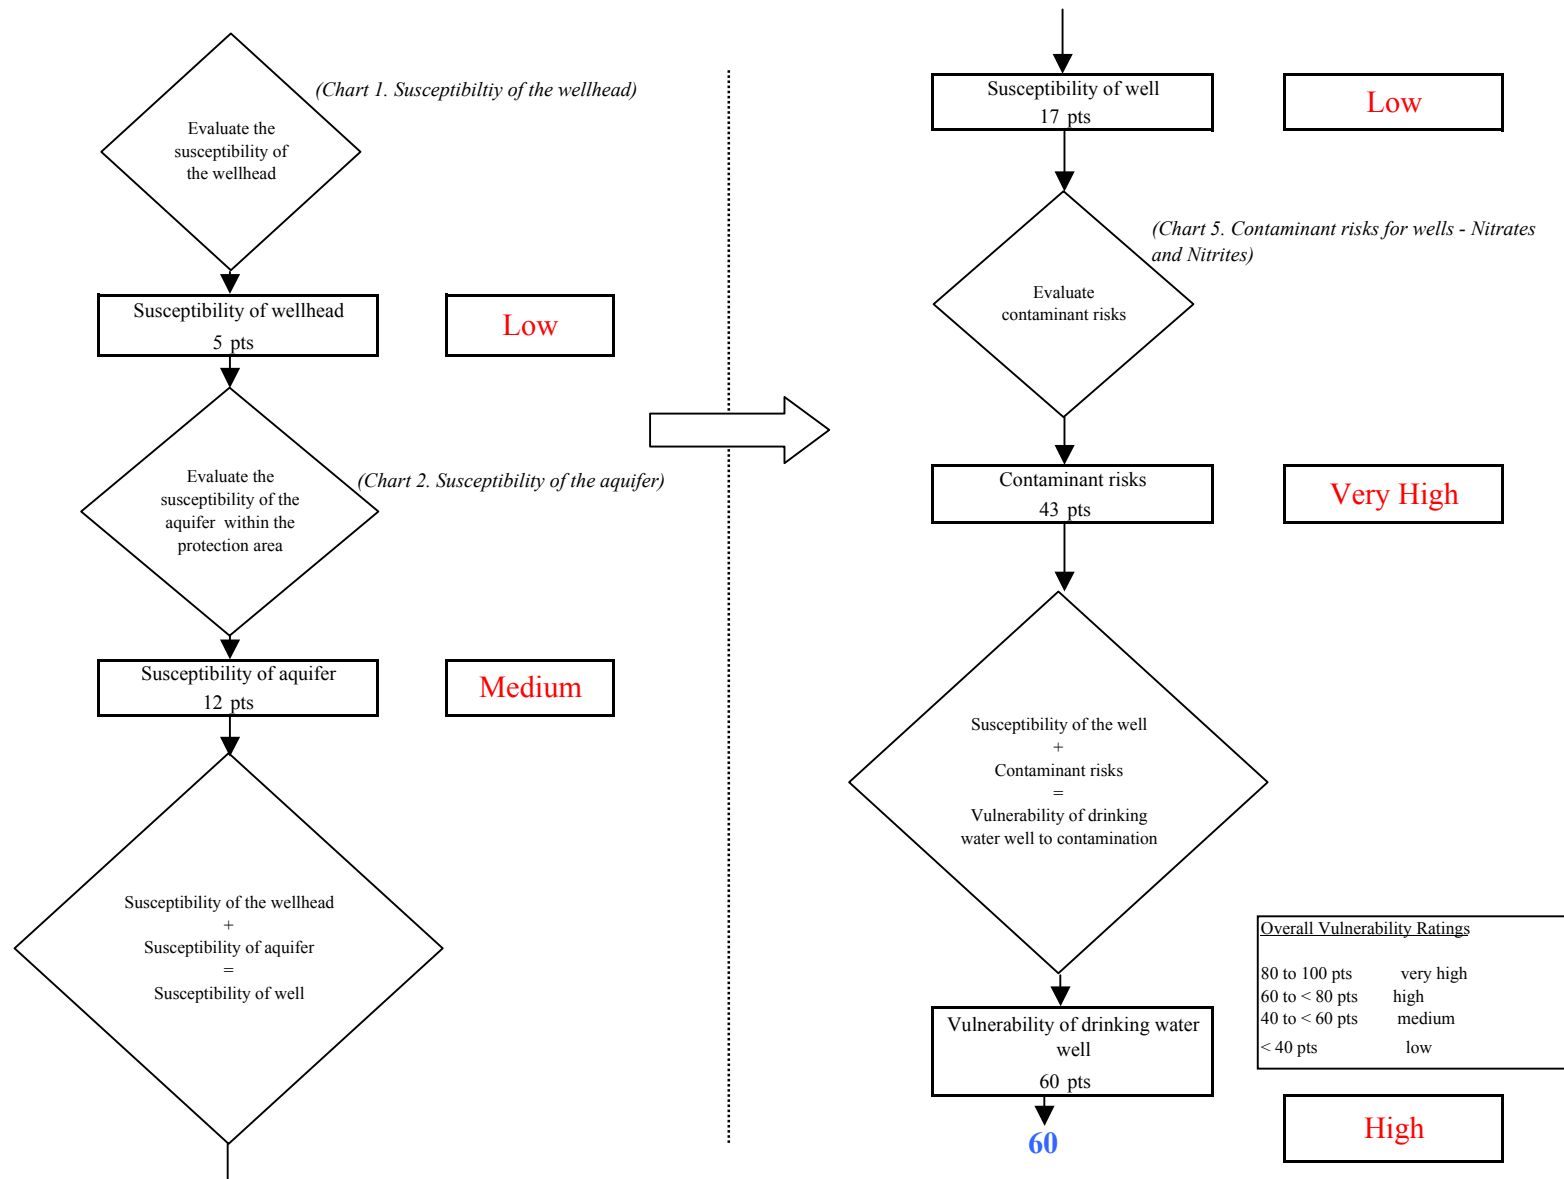 (Chart 1. Susceptibiltiy of the wellhead)
Evaluate the
susceptibility of
the wellhead
Susceptibility of wellhead
5 pts
Low
Evaluate the
susceptibility of the
aquifer within the
protection area
(Chart 2. Susceptibility of the aquifer)
Susceptibility of aquifer
12 pts
Medium
Susceptibility of the wellhead
+
Susceptibility of aquifer
=
Susceptibility of well
Susceptibility of well
17 pts
Low
(Chart 5. Contaminant risks for wells - Nitrates
and Nitrites)
Evaluate
contaminant risks
Contaminant risks
43 pts
Very High
Susceptibility of the well
+
Contaminant risks
=
Vulnerability of drinking
water well to contamination
Overall Vulnerability Ratings
80 to 100 pts very high
60 to < 80 pts high
40 to < 60 pts medium
< 40 pts low
Vulnerability of drinking water
well
60 pts
60
High